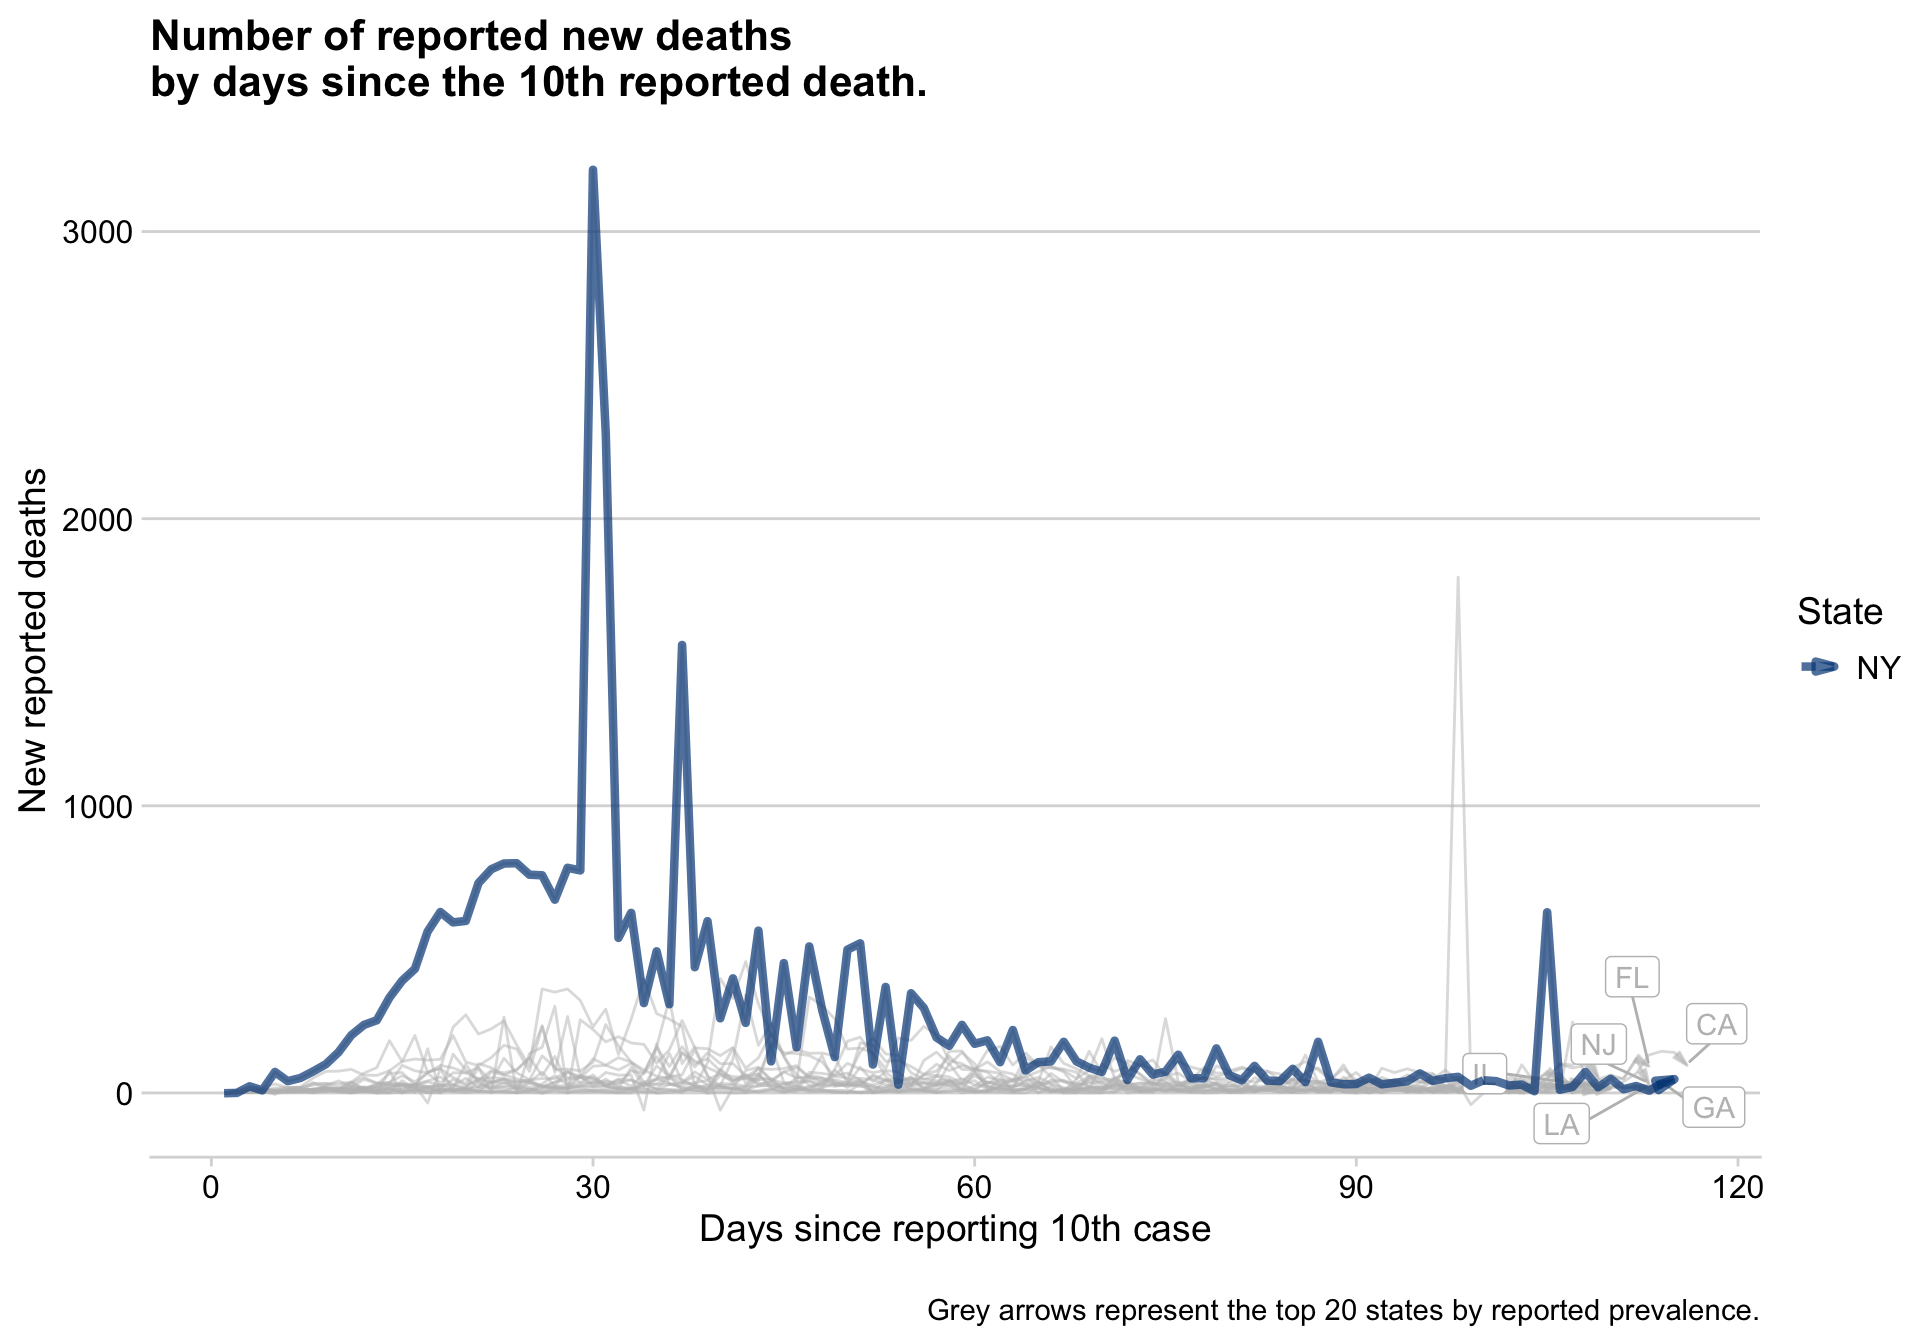 Number of reported new deaths
by days since the 10th reported death.
New reported deaths
3000
2000
1000
0
0
30
60
90
120
FL
CA
NJ
IL
GA
LA
State
NY
Days since reporting 10th case
Grey arrows represent the top 20 states by reported prevalence.